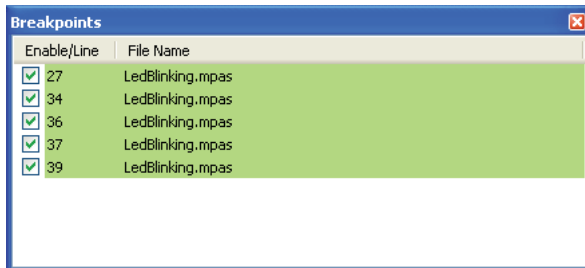 Breakpoints
Enable/Line File Name
27 LedBlinking.mpas
34 LedBlinking.mpas
36 LedBlinking.mpas
37 LedBlinking.mpas
39 LedBlinking.mpas